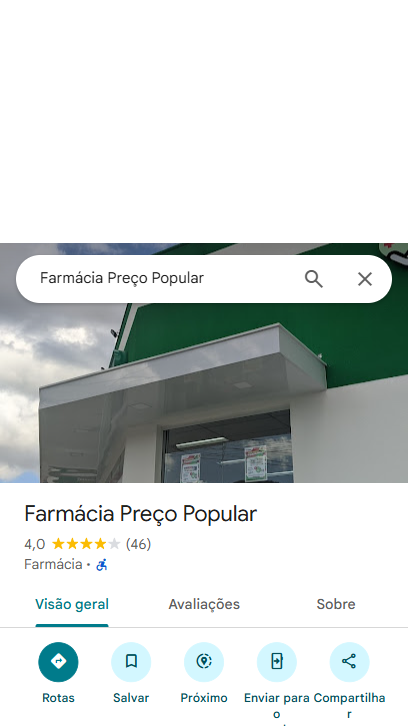 Farmácia Preço Popular
Farmácia Preço Popular
4,0 (46)
Farmácia ·
Visão geral Avaliações Sobre
Rotas Salvar Próximo Enviar para o Compartilhar